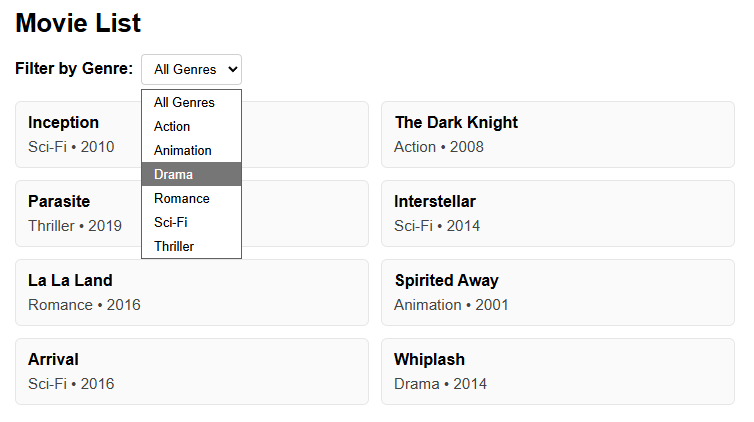 Movie List
Filter by Genre: All Genres
All Genres
Action
Animation
Drama
Romance
Sci-Fi
Thriller
Inception
Sci-Fi • 2010
The Dark Knight
Action • 2008
Parasite
Thriller • 2019
Interstellar
Sci-Fi • 2014
La La Land
Romance • 2016
Spirited Away
Animation • 2001
Arrival
Sci-Fi • 2016
Whiplash
Drama • 2014